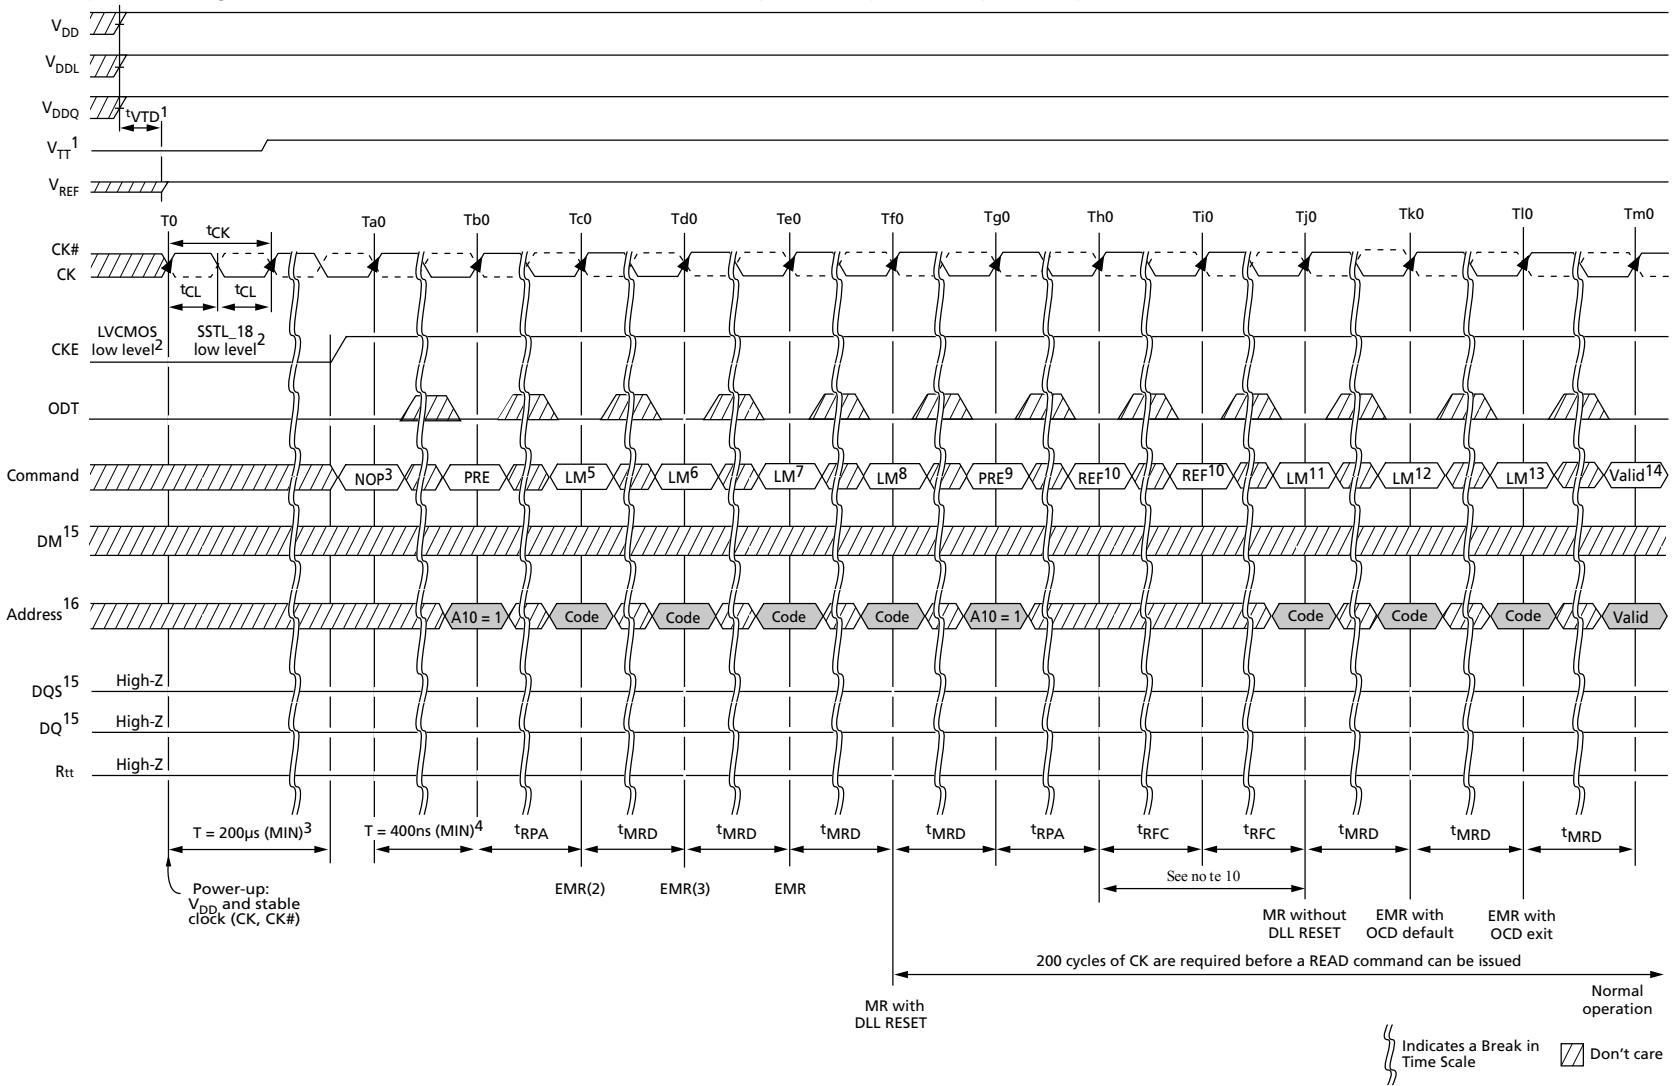 VDD
VDDL
VDDQ
tVTD1
VTT1
VREF
T0 Ta0 Tb0 Tc0 Td0 Te0 Tf0 Tg0 Th0 Ti0 Tj0 Tk0 Tl0 Tm0
tCK
CK#
CK
tCL tCL
LVCMOS
low level2
SSTL_18
low level2
CKE
ODT
Command NOP3 PRE LM5 LM6 LM7 LM8 PRE9 REF10 REF10 LM11 LM12 LM13 Valid14
DM15
Address16 A10 = 1 Code Code Code Code A10 = 1 Code Code Code Valid
DQS15 High-Z
DQ15 High-Z
Rtt High-Z
T = 200µs (MIN)3 T = 400ns (MIN)4 tRPA tMRD tMRD tMRD tMRD tRPA tRFC tRFC tMRD tMRD tMRD
See note 10
Power-up:
VDD and stable
clock (CK, CK#)
EMR(2) EMR(3) EMR
MR without
DLL RESET
EMR with
OCD default
EMR with
OCD exit
200 cycles of CK are required before a READ command can be issued
MR with
DLL RESET
Normal
operation
Indicates a Break in
Time Scale
Don't care